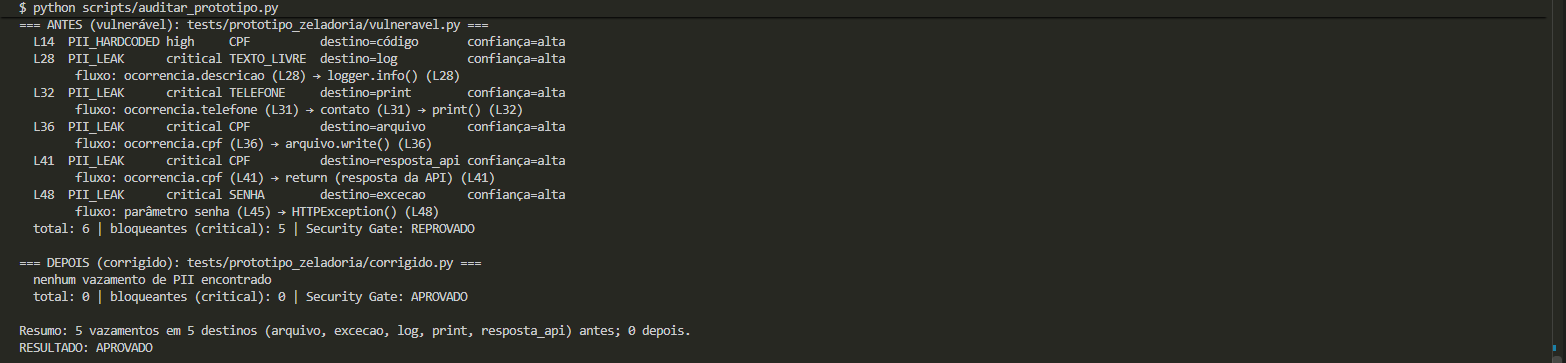 $ python scripts/auditar_prototipo.py
=== ANTES (vulnerável): tests/prototipo_zeladoria/vulneravel.py ===
L14 PII_HARDCODED high CPF destino=código confiança=alta
L28 PII_LEAK critical TEXTO_LIVRE destino=log confiança=alta
fluxo: ocorrencia.descricao (L28) → logger.info() (L28)
L32 PII_LEAK critical TELEFONE destino=print confiança=alta
fluxo: ocorrencia.telefone (L31) → contato (L31) → print() (L32)
L36 PII_LEAK critical CPF destino=arquivo confiança=alta
fluxo: ocorrencia.cpf (L36) → arquivo.write() (L36)
L41 PII_LEAK critical CPF destino=resposta_api confiança=alta
fluxo: ocorrencia.cpf (L41) → return (resposta da API) (L41)
L48 PII_LEAK critical SENHA destino=excecao confiança=alta
fluxo: parâmetro senha (L45) → HTTPException() (L48)
total: 6 | bloqueantes (critical): 5 | Security Gate: REPROVADO
=== DEPOIS (corrigido): tests/prototipo_zeladoria/corrigido.py ===
nenhum vazamento de PII encontrado
total: 0 | bloqueantes (critical): 0 | Security Gate: APROVADO
Resumo: 5 vazamentos em 5 destinos (arquivo, excecao, log, print, resposta_api) antes; 0 depois.
RESULTADO: APROVADO